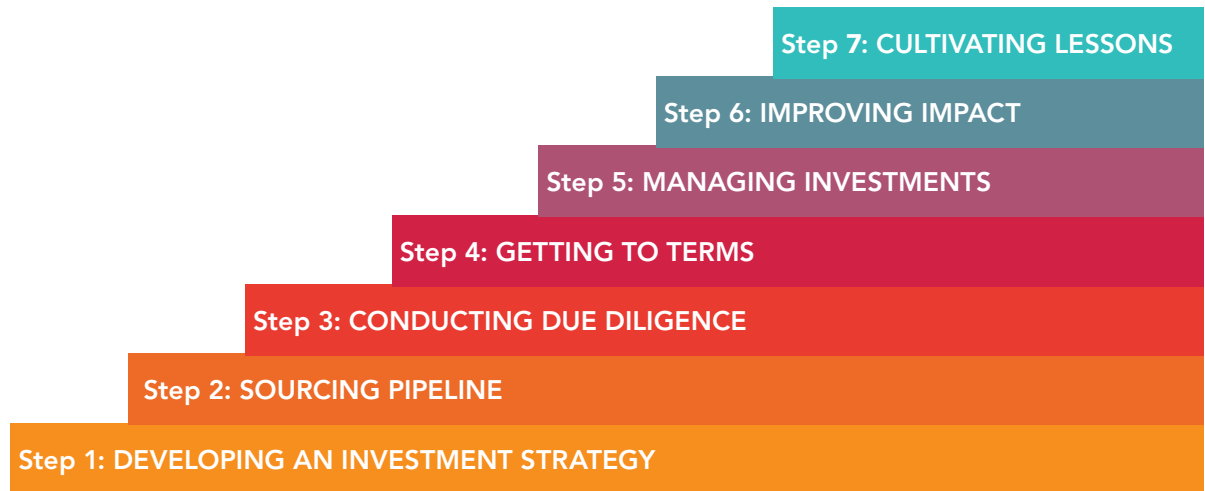 Step 7: CULTIVATING LESSONS
Step 6: IMPROVING IMPACT
Step 5: MANAGING INVESTMENTS
Step 4: GETTING TO TERMS
Step 3: CONDUCTING DUE DILIGENCE
Step 2: SOURCING PIPELINE
Step 1: DEVELOPING AN INVESTMENT STRATEGY